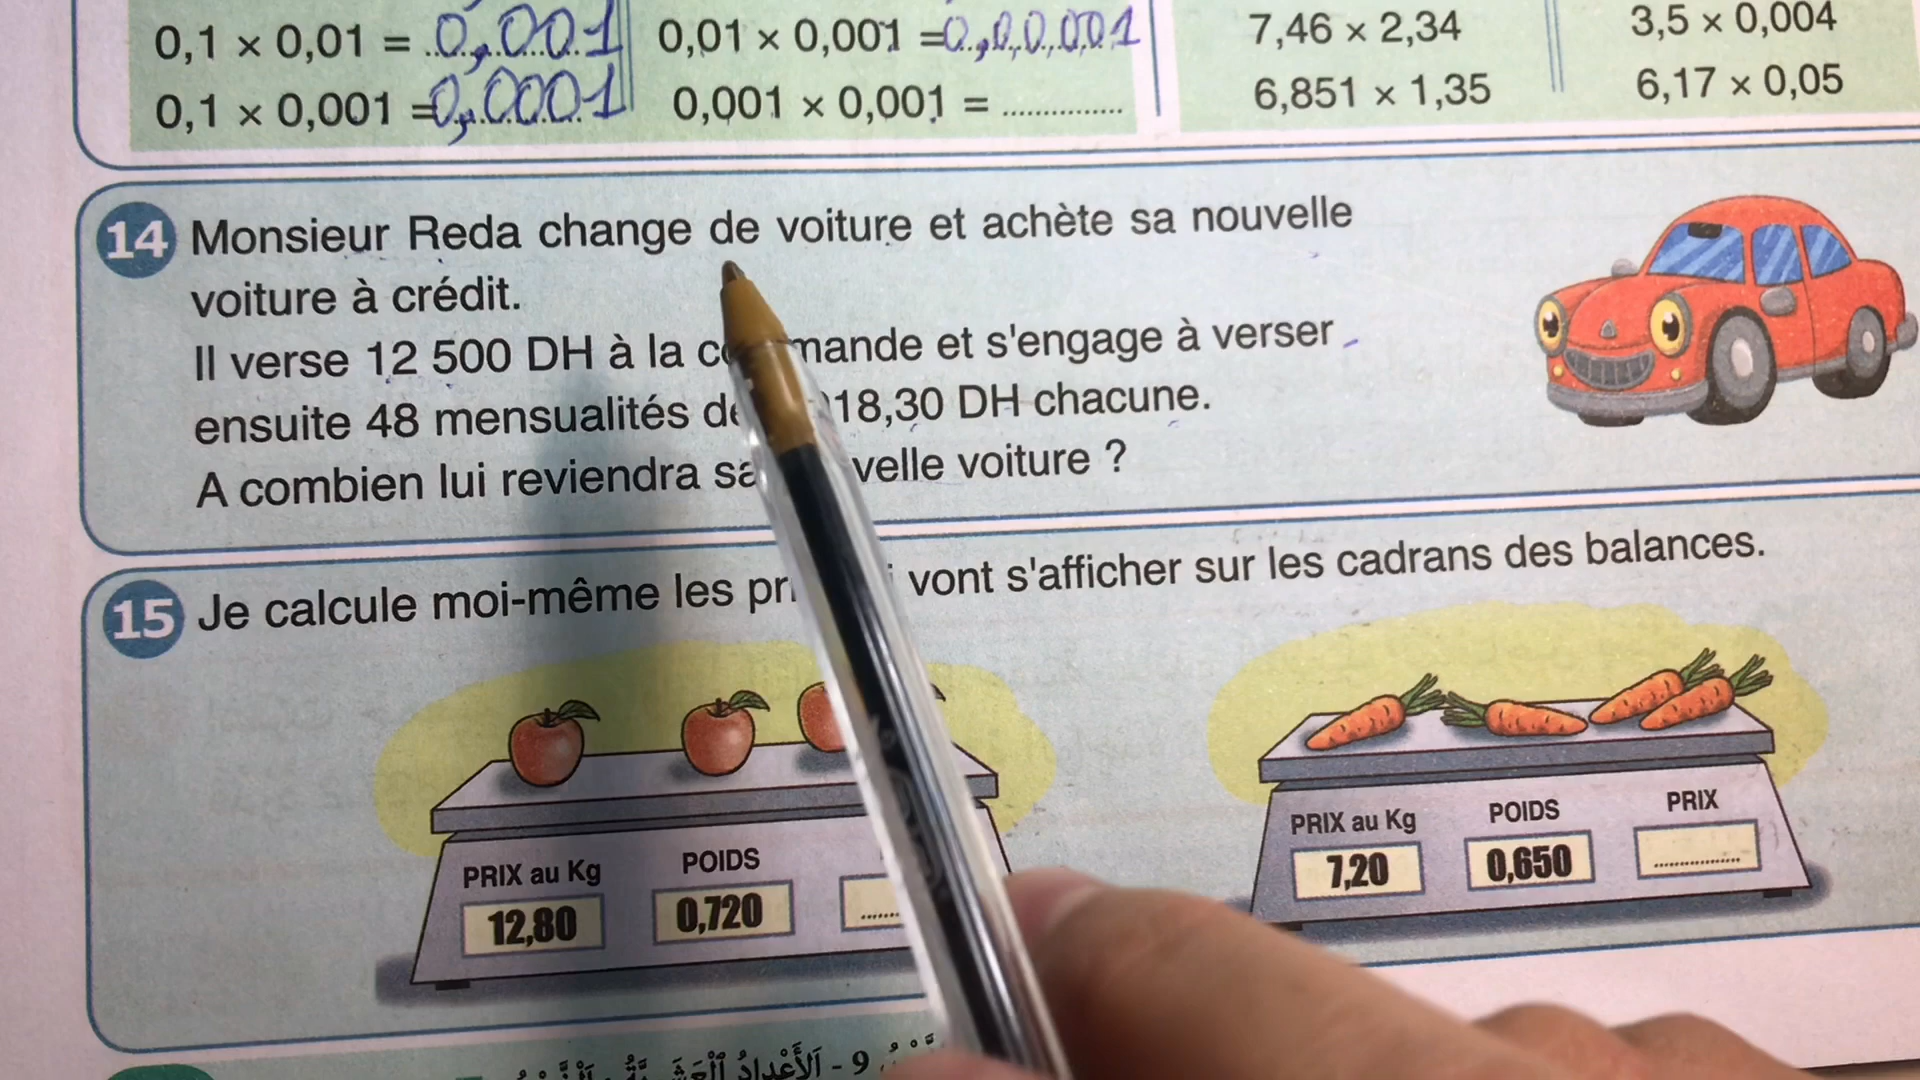 0,1 × 0,01 = 0,001
0,01 × 0,001 = 0,00001
7,46 × 2,34
3,5 × 0,004
0,1 × 0,001 = 0,0001
0,001 × 0,001 = ...............
6,851 × 1,35
6,17 × 0,05
14 Monsieur Reda change de voiture et achète sa nouvelle
voiture à crédit.
Il verse 12 500 DH à la commande et s'engage à verser
ensuite 48 mensualités de 18,30 DH chacune.
A combien lui reviendra sa velle voiture ?
15 Je calcule moi-même les vont s'afficher sur les cadrans des balances.
PRIX au Kg POIDS
12,80 0,720 .......
PRIX au Kg POIDS PRIX
7,20 0,650 ...............
9 -